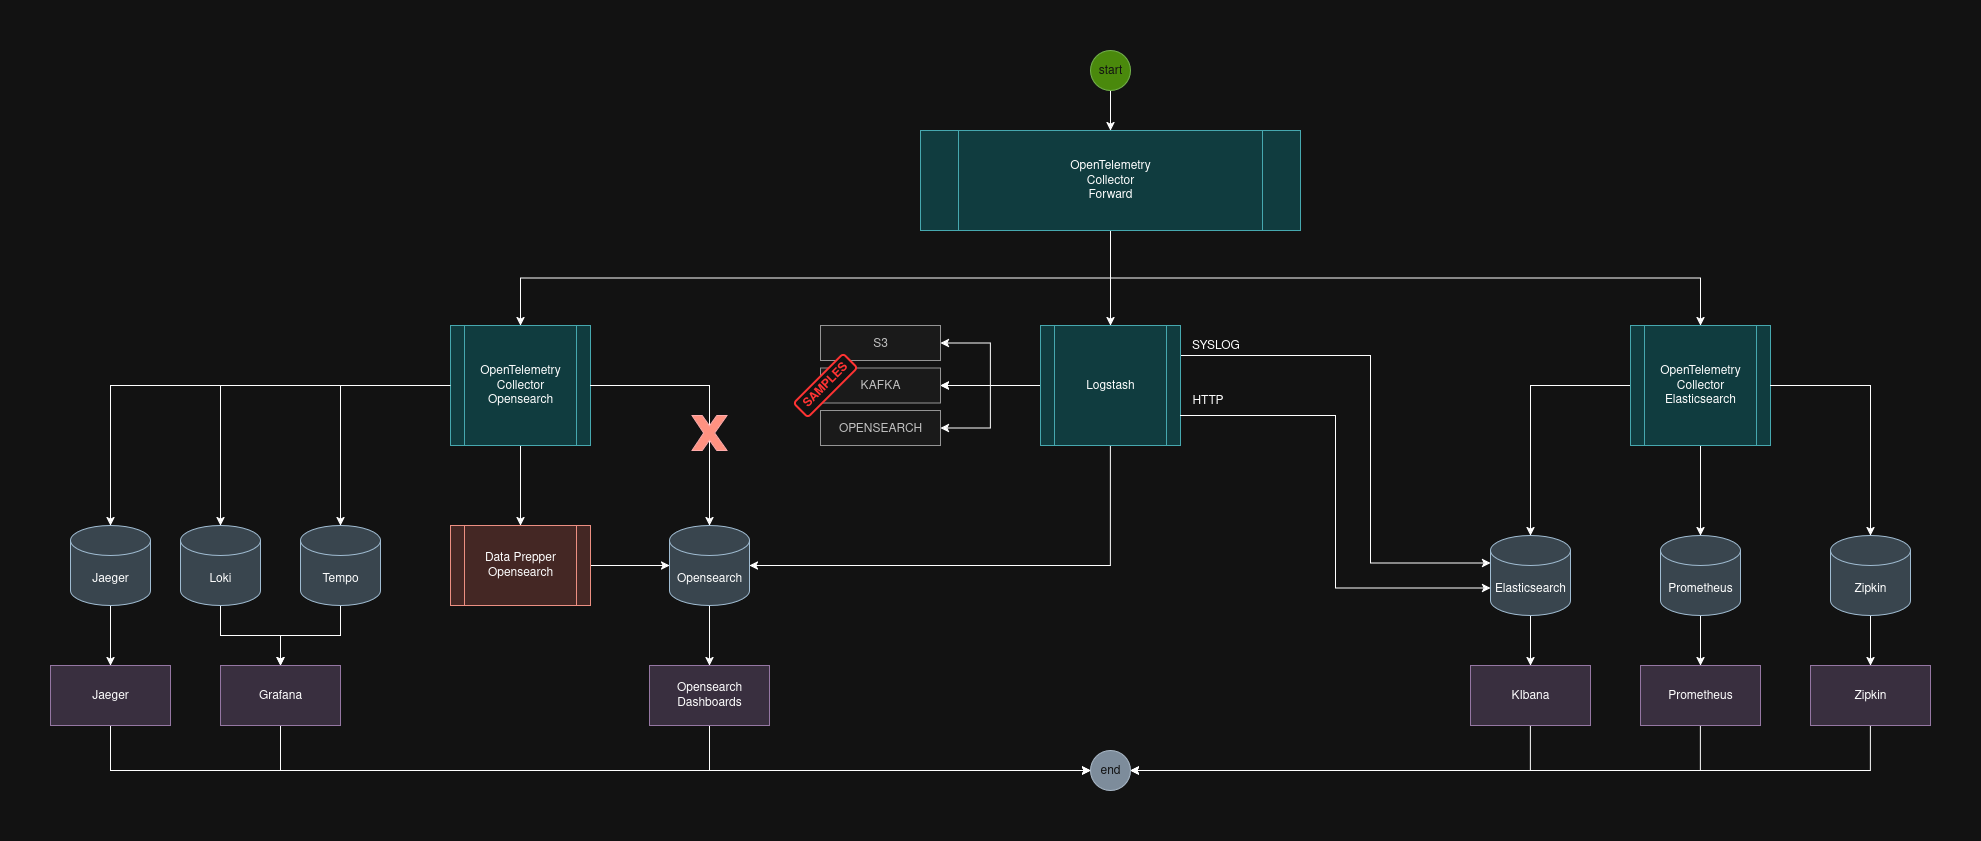 start
OpenTelemetry
Collector
Forward
OpenTelemetry
Collector
Opensearch
S3
KAFKA
OPENSEARCH
SAMPLES
Logstash
SYSLOG
HTTP
OpenTelemetry
Collector
Elasticsearch
X
Jaeger
Loki
Tempo
Data Prepper
Opensearch
Opensearch
Elasticsearch
Prometheus
Zipkin
Jaeger
Grafana
Opensearch
Dashboards
KIbana
Prometheus
Zipkin
end